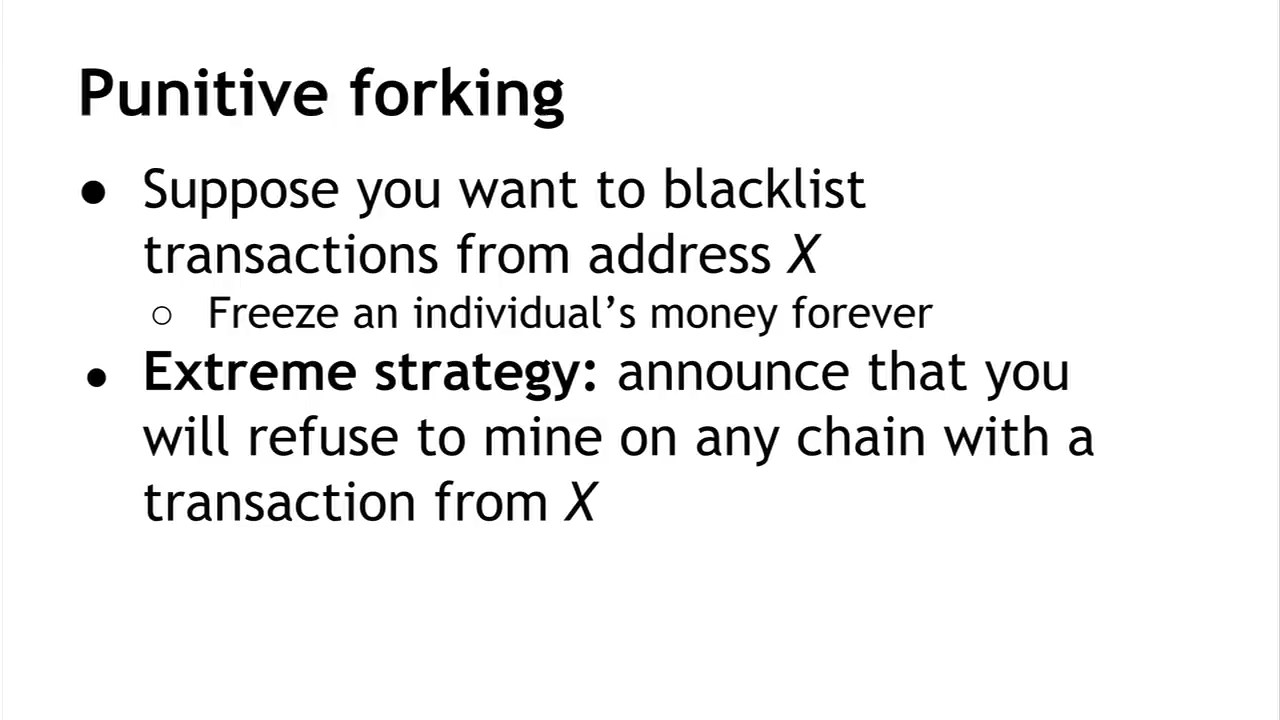 Punitive forking
● Suppose you want to blacklist
transactions from address X
○ Freeze an individual’s money forever
● Extreme strategy: announce that you
will refuse to mine on any chain with a
transaction from X